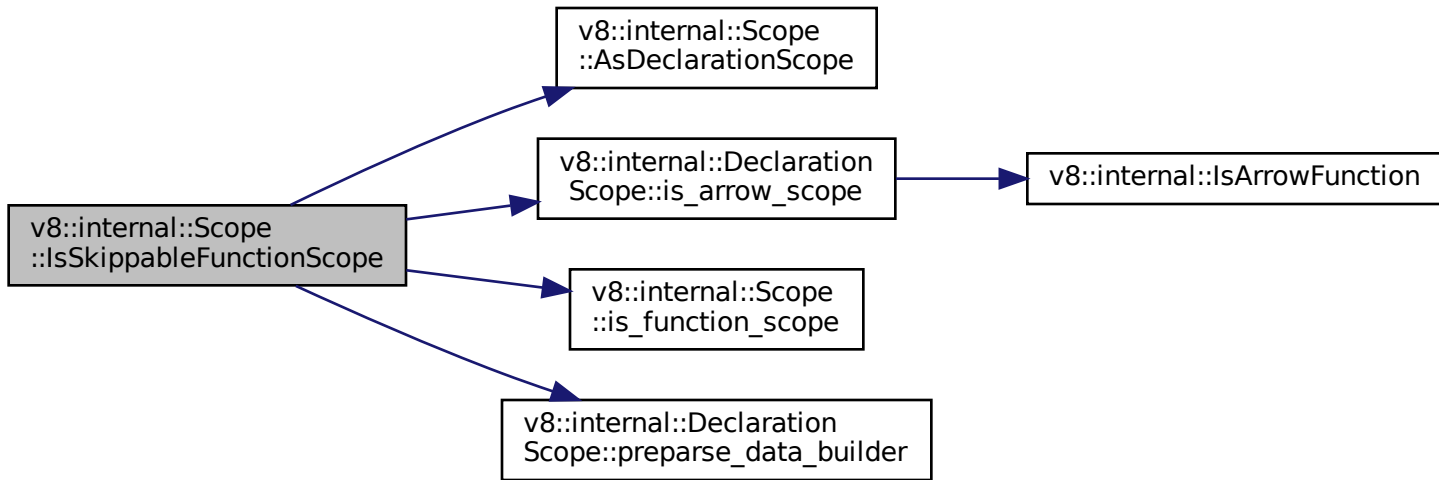 v8::internal::Scope
::AsDeclarationScope
v8::internal::Declaration
Scope::is_arrow_scope
v8::internal::IsArrowFunction
v8::internal::Scope
::IsSkippableFunctionScope
v8::internal::Scope
::is_function_scope
v8::internal::Declaration
Scope::preparse_data_builder